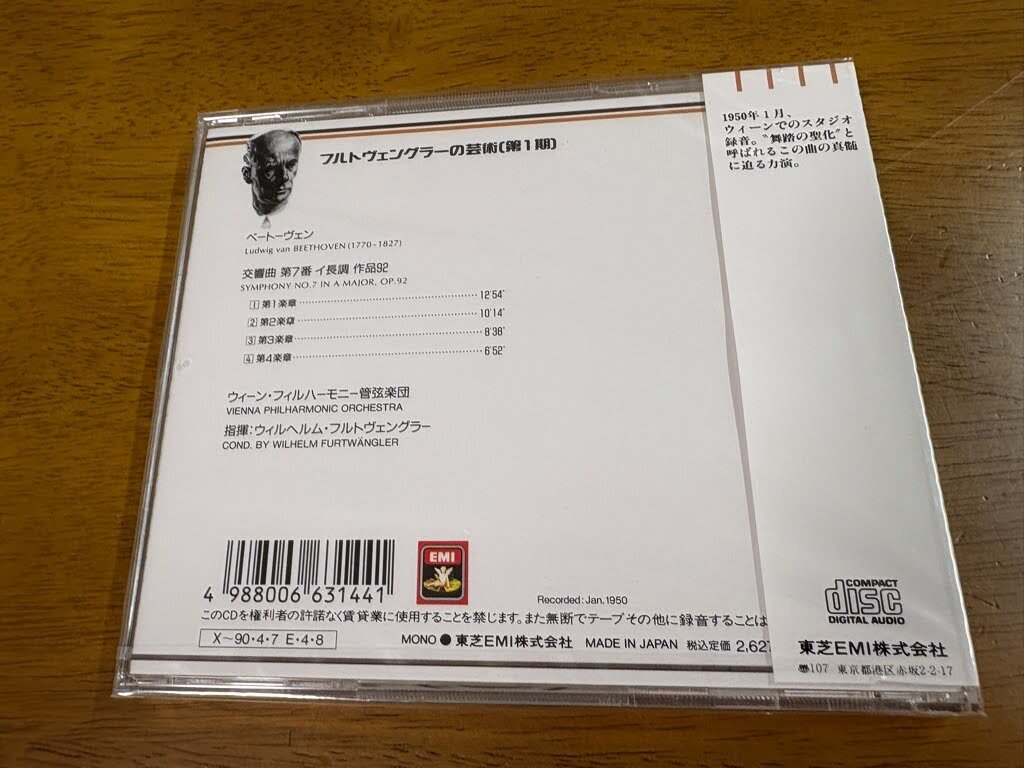 フルトヴェングラーの芸術(第1期)
ベートーヴェン
Ludwig van BEETHOVEN (1770-1827)
交響曲 第7番 イ長調 作品92
SYMPHONY NO.7 IN A MAJOR, OP.92
1 第1楽章 12'54"
2 第2楽章 10'14"
3 第3楽章 8'38"
4 第4楽章 6'52"
ウィーン・フィルハーモニー管弦楽団
VIENNA PHILHARMONIC ORCHESTRA
指揮:ウィルヘルム・フルトヴェングラー
COND. BY WILHELM FURTWÄNGLER
4 988006 631441
EMI
Recorded: Jan. 1950
このCDを権利者の許諾なく賃貸業に使用することを禁じます。また無断でテープその他に録音することは
X~90・4・7 E・4・8
MONO ● 東芝EMI株式会社 MADE IN JAPAN 税込定価 2,627
1950年1月、
ウィーンでのスタジオ
録音。“舞踏の聖化”と
呼ばれるこの曲の真髄
に迫る力演。
COMPACT
disc
DIGITAL AUDIO
東芝EMI株式会社
〒107 東京都港区赤坂2-2-17